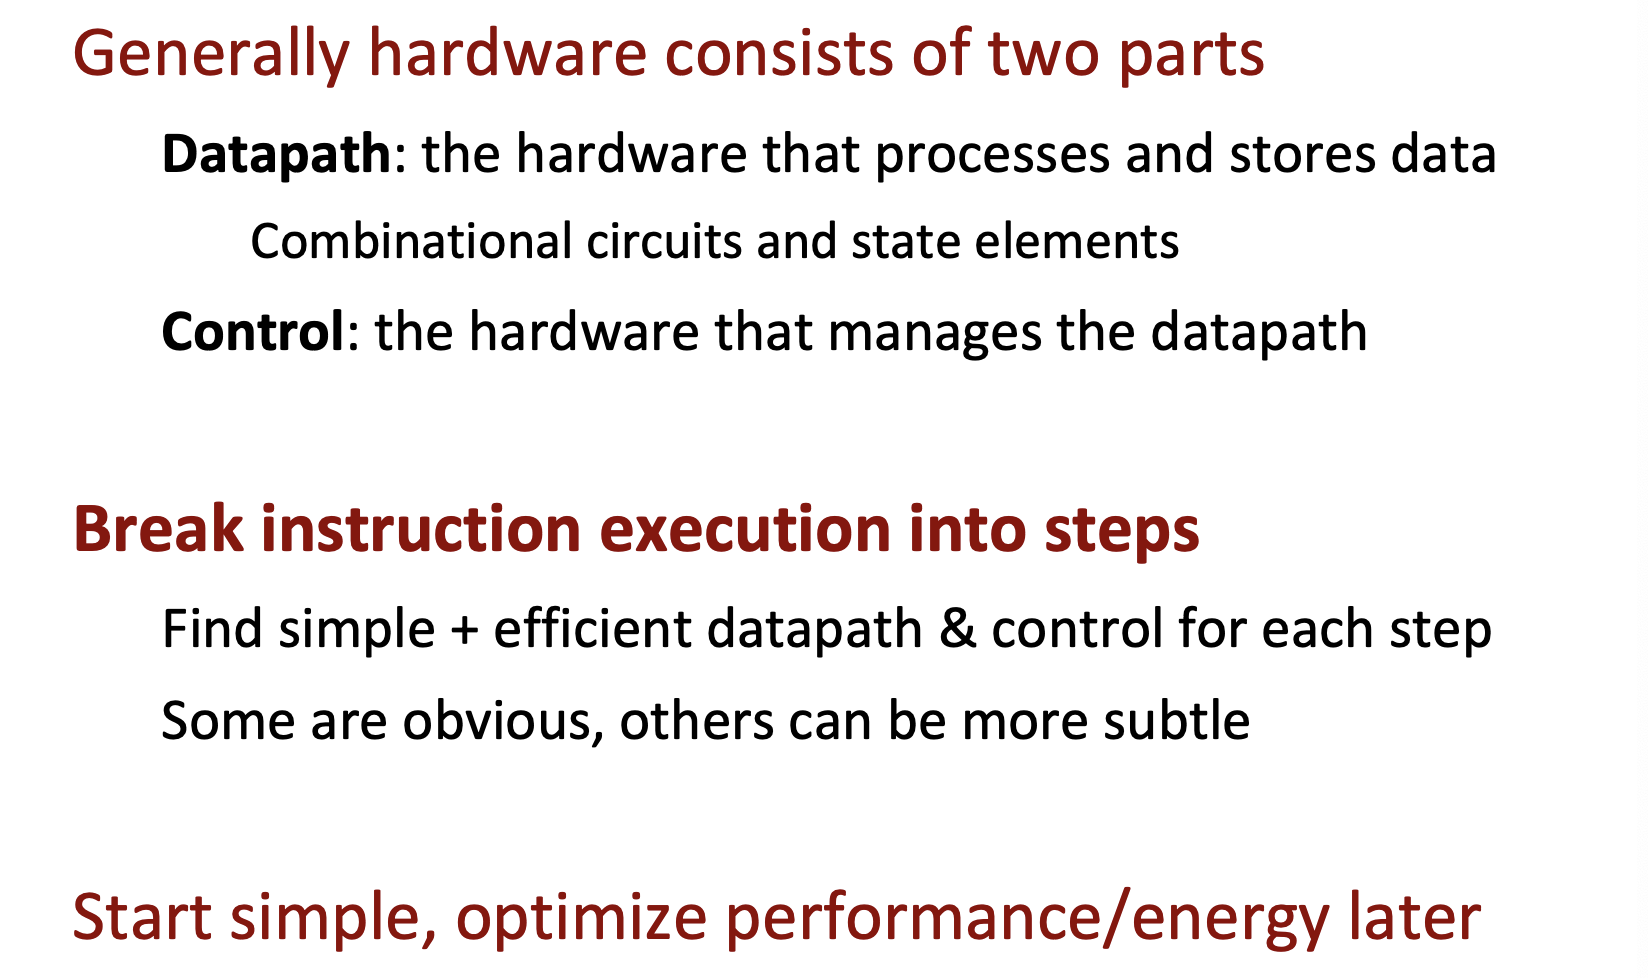 Generally hardware consists of two parts
Datapath: the hardware that processes and stores data
Combinational circuits and state elements
Control: the hardware that manages the datapath
Break instruction execution into steps
Find simple + efficient datapath & control for each step
Some are obvious, others can be more subtle
Start simple, optimize performance/energy later